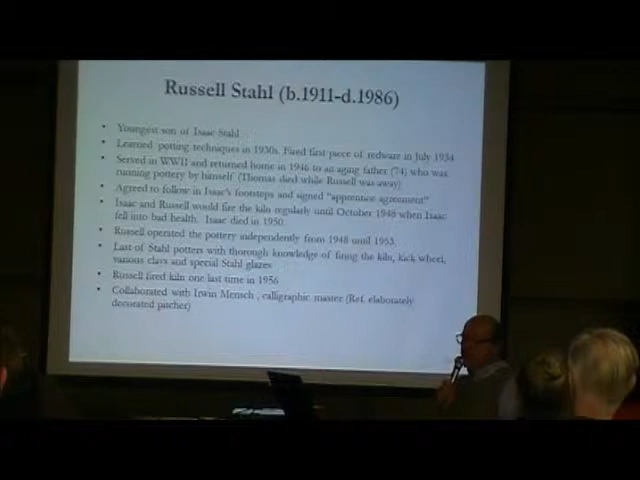 Russell Stahl (b.1911-d.1986)
• Youngest son of Isaac Stahl
• Learned potting techniques in 1930s. Fired first piece of redware in July 1934
• Served in WWII and returned home in 1946 to an aging father (74) who was
running pottery by himself (Thomas died while Russell was away)
• Agreed to follow in Isaac's footsteps and signed "apprentice agreement"
• Isaac and Russell would fire the kiln regularly until October 1948 when Isaac
fell into bad health. Isaac died in 1950.
• Russell operated the pottery independently from 1948 until 1953.
• Last of Stahl potters with thorough knowledge of firing the kiln, kick wheel,
various clays and special Stahl glazes
• Russell fired kiln one last time in 1956
• Collaborated with Irwin Mensch , calligraphic master (Ref. elaborately
decorated pitcher)